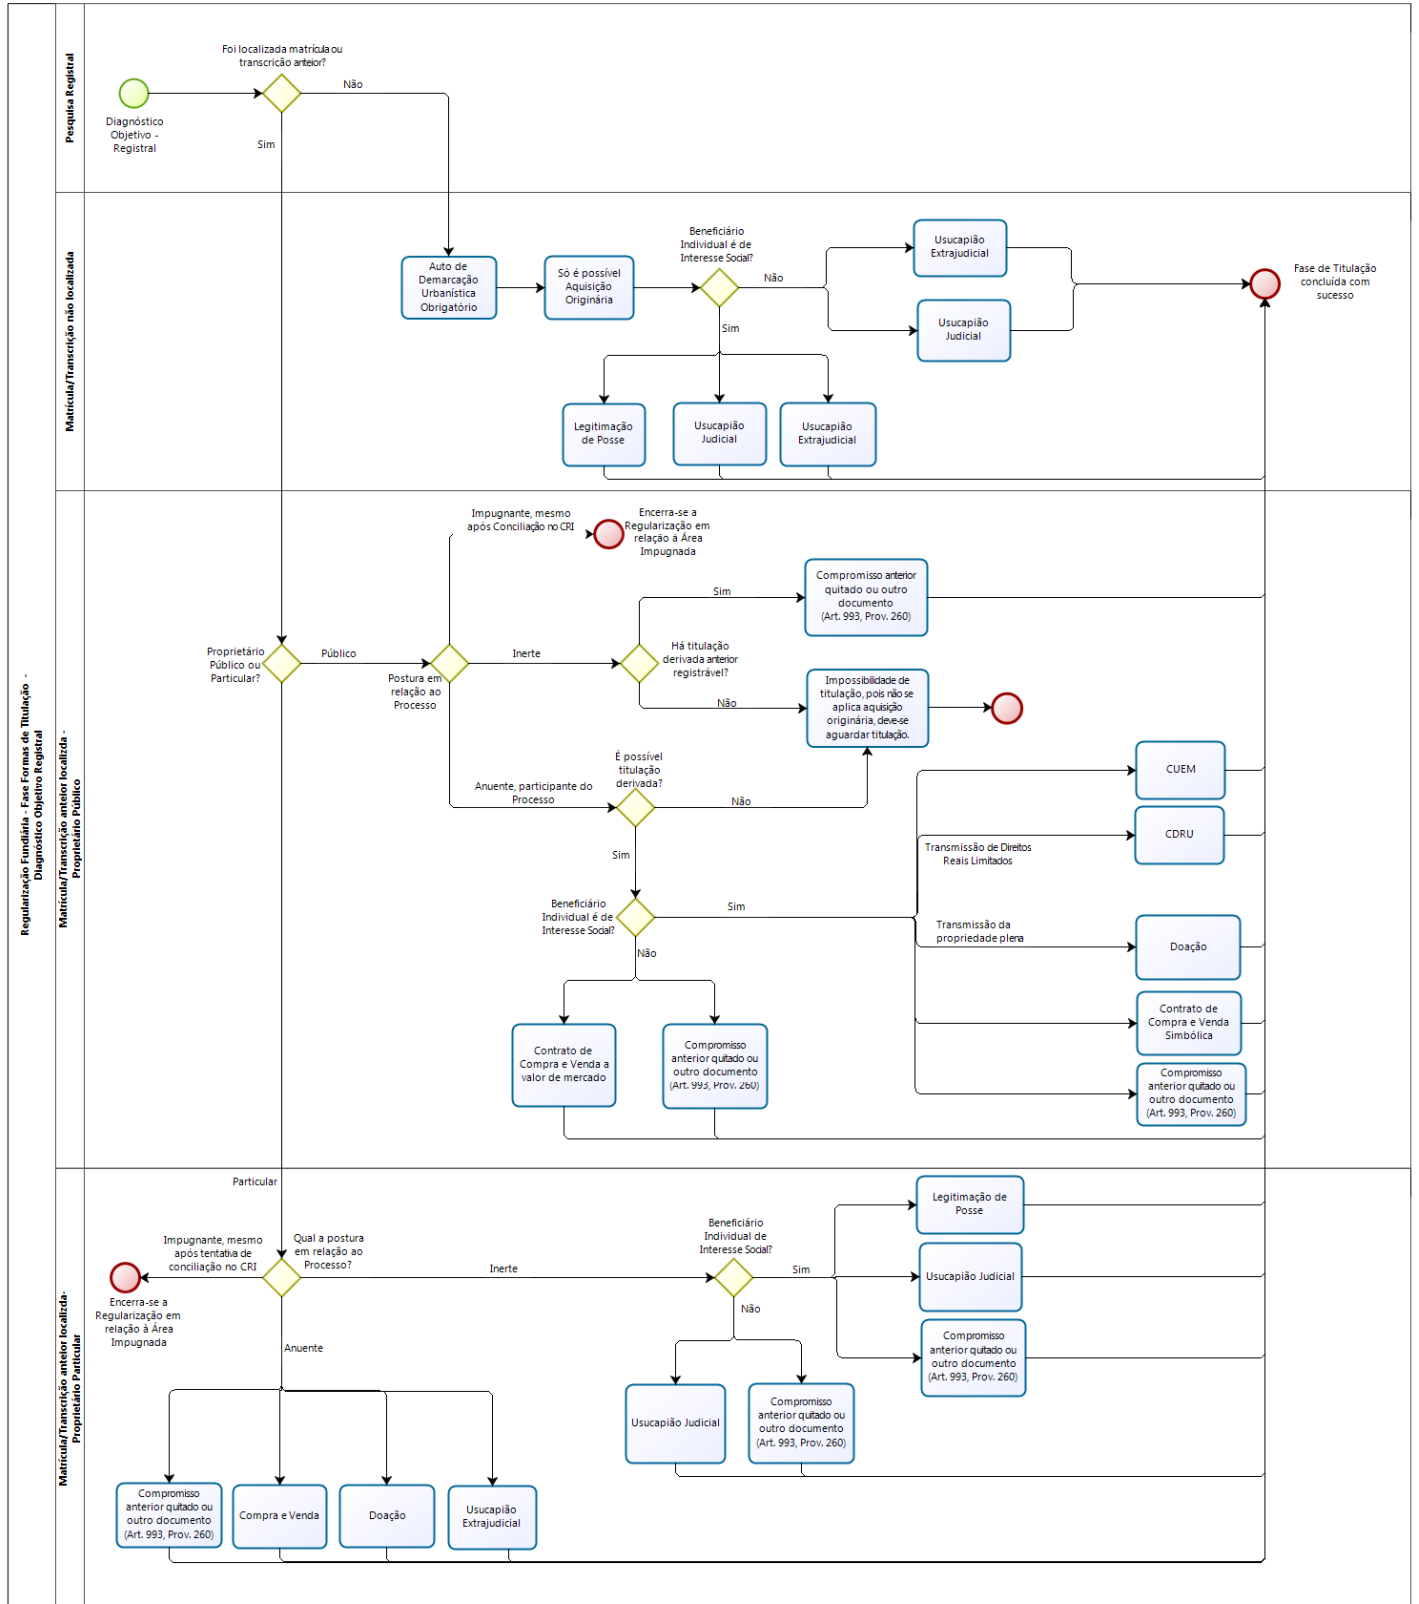 Regularização Fundiária - Fase Formas de Titulação -
Diagnóstico Objetivo Registral
Pesquisa Registral
Foi localizada matrícula ou
transcrição anteior?
Não
Sim
Diagnóstico
Objetivo -
Registral
Matrícula/Transcrição não localizada
Auto de
Demarcação
Urbanística
Obrigatório
Só é possível
Aquisição
Originária
Beneficiário
Individual é de
Interesse Social?
Não
Sim
Usucapião
Extrajudicial
Usucapião
Judicial
Fase de Titulação
concluída com
sucesso
Legitimação
de Posse
Usucapião
Judicial
Usucapião
Extrajudicial
Matrícula/Transcrição anteior localizda -
Proprietário Público
Impugnante, mesmo
após Conciliação no CRI
Encerra-se a
Regularização em
relação à Área
Impugnada
Proprietário
Público ou
Particular?
Público
Postura em
relação ao
Processo
Inerte
Há titulação
derivada anterior
registrável?
Sim
Não
Compromisso anterior
quitado ou outro
documento
(Art. 993, Prov. 260)
Impossibilidade de
titulação, pois não se
aplica aquisição
originária, deve-se
aguardar titulação.
Anuente, participante do
Processo
É possível
titulação
derivada?
Não
Sim
Beneficiário
Individual é de
Interesse Social?
Sim
Não
CUEM
CDRU
Transmissão de Direitos
Reais Limitados
Transmissão da
propriedade plena
Doação
Contrato de
Compra e Venda
Simbólica
Compromisso
anterior quitado ou
outro documento
(Art. 993, Prov. 260)
Contrato de
Compra e Venda a
valor de mercado
Compromisso
anterior quitado ou
outro documento
(Art. 993, Prov. 260)
Matrícula/Transcrição anteior localizda-
Proprietário Particular
Particular
Impugnante, mesmo
após tentativa de
conciliação no CRI
Qual a postura
em relação ao
Processo?
Encerra-se a
Regularização em
relação à Área
Impugnada
Inerte
Anuente
Beneficiário
Individual de
Interesse Social?
Sim
Não
Legitimação de
Posse
Usucapião Judicial
Compromisso
anterior quitado ou
outro documento
(Art. 993, Prov. 260)
Usucapião Judicial
Compromisso
anterior quitado ou
outro documento
(Art. 993, Prov. 260)
Compromisso
anterior quitado ou
outro documento
(Art. 993, Prov. 260)
Compra e Venda
Doação
Usucapião
Extrajudicial